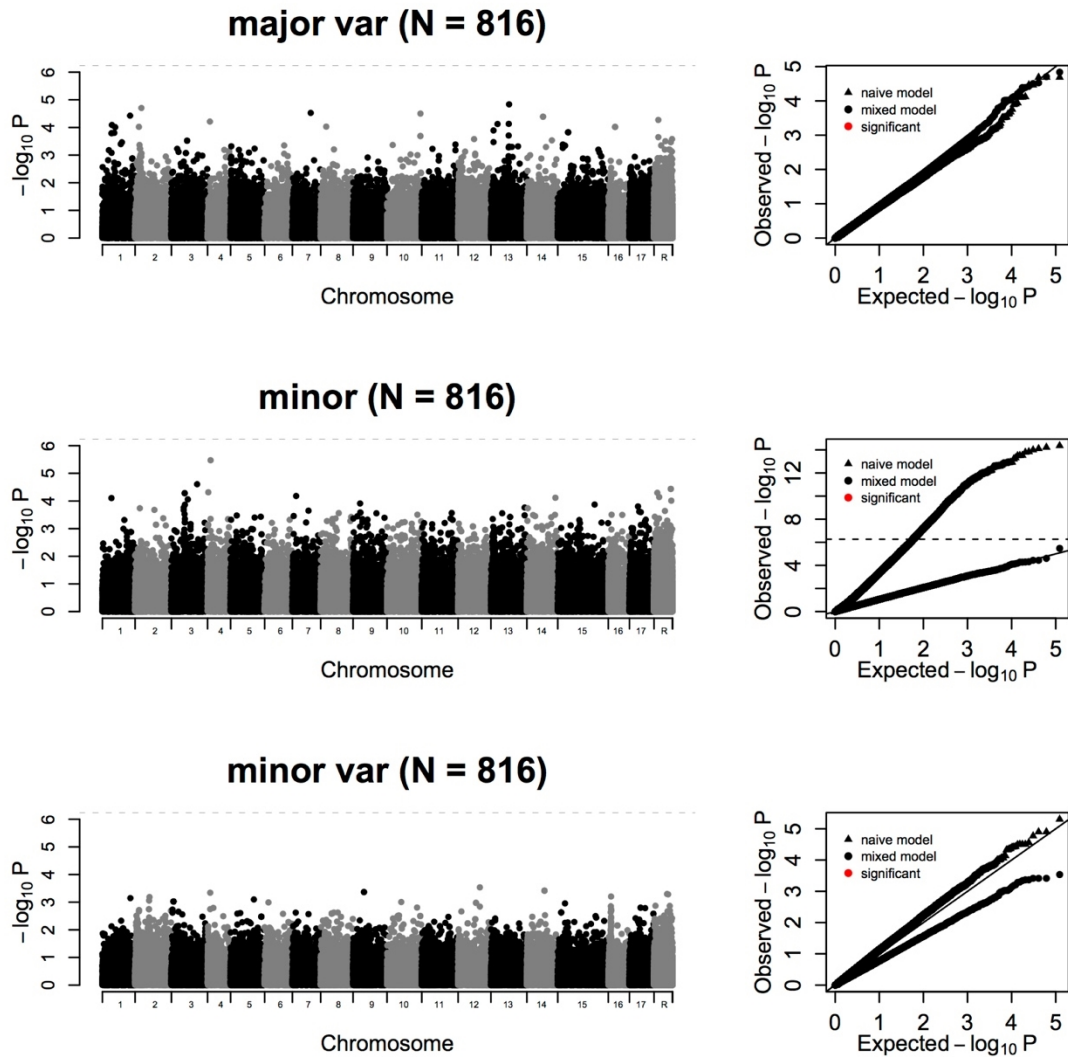 major var (N = 816)
−log10 P
6
5
4
3
2
1
0
1 2 3 4 5 6 7 8 9 10 11 12 13 14 15 16 17 R
Chromosome
Observed −log10 P
5
4
3
2
1
0
naive model
mixed model
significant
0 1 2 3 4 5
Expected −log10 P
minor (N = 816)
−log10 P
6
5
4
3
2
1
0
1 2 3 4 5 6 7 8 9 10 11 12 13 14 15 16 17 R
Chromosome
Observed −log10 P
12
8
4
0
naive model
mixed model
significant
0 1 2 3 4 5
Expected −log10 P
minor var (N = 816)
−log10 P
6
5
4
3
2
1
0
1 2 3 4 5 6 7 8 9 10 11 12 13 14 15 16 17 R
Chromosome
Observed −log10 P
5
4
3
2
1
0
naive model
mixed model
significant
0 1 2 3 4 5
Expected −log10 P